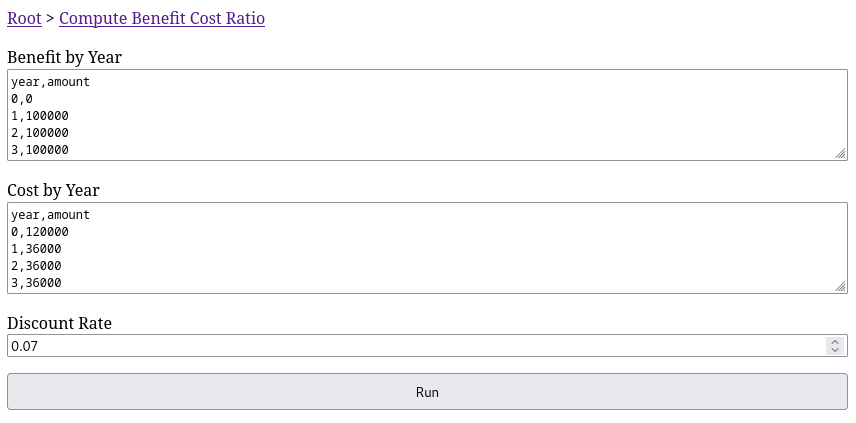 Root > Compute Benefit Cost Ratio
Benefit by Year
year,amount
0,0
1,100000
2,100000
3,100000
Cost by Year
year,amount
0,120000
1,36000
2,36000
3,36000
Discount Rate
0.07
Run